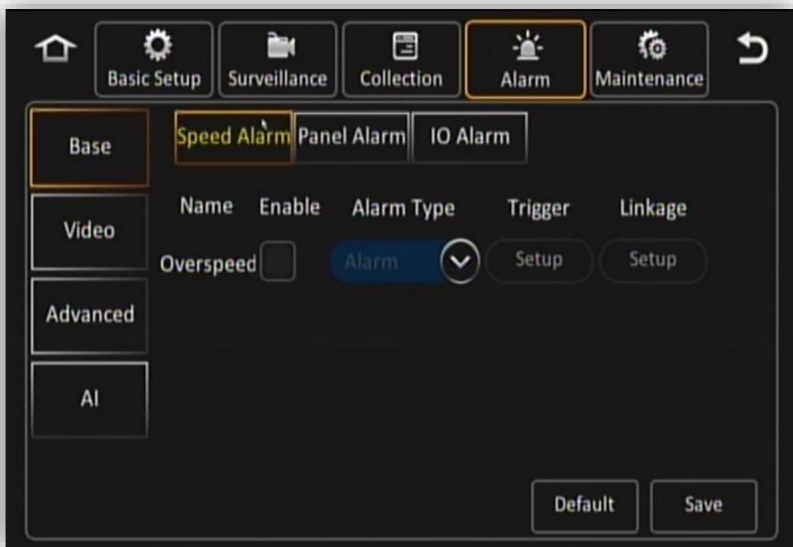 Basic Setup Surveillance Collection Alarm Maintenance
Base
Speed Alarm Panel Alarm IO Alarm
Name Enable Alarm Type Trigger Linkage
Video
Overspeed Alarm Setup Setup
Advanced
AI
Default Save